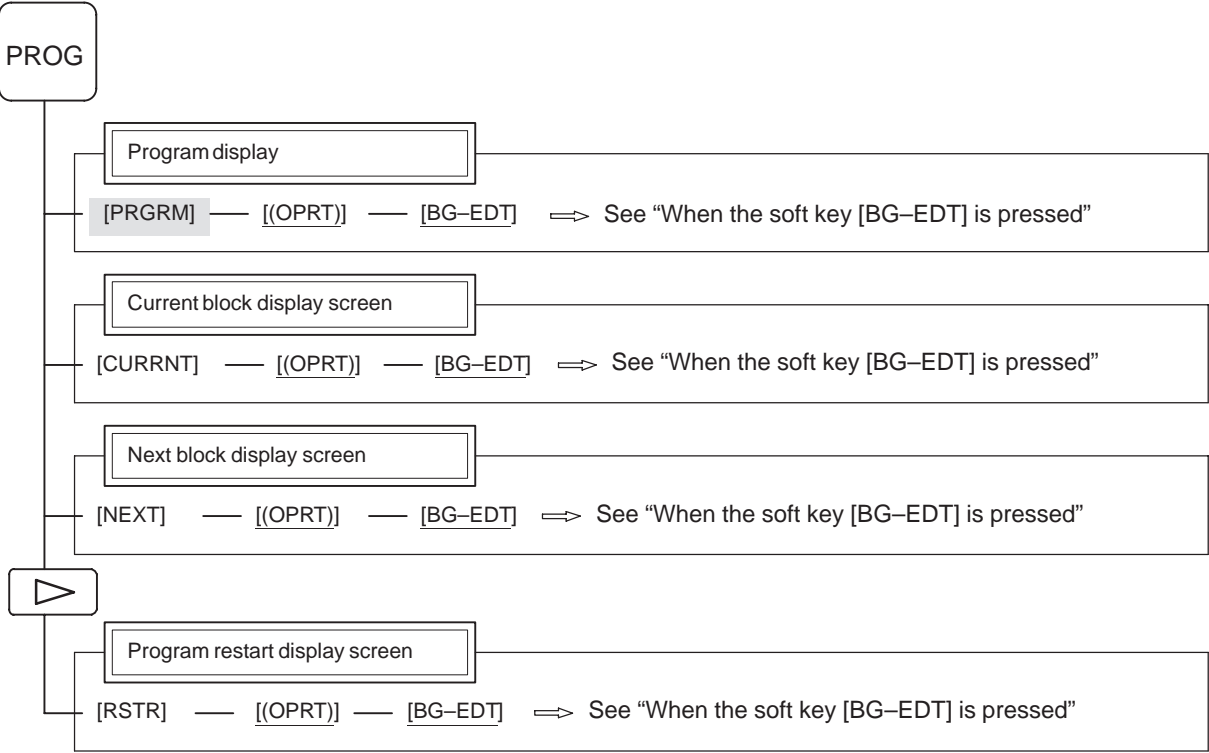 PROG
Program display
[PRGRM] [(OPRT)] [BG–EDT] See “When the soft key [BG–EDT] is pressed”
Current block display screen
[CURRNT] [(OPRT)] [BG–EDT] See “When the soft key [BG–EDT] is pressed”
Next block display screen
[NEXT] [(OPRT)] [BG–EDT] See “When the soft key [BG–EDT] is pressed”
Program restart display screen
[RSTR] [(OPRT)] [BG–EDT] See “When the soft key [BG–EDT] is pressed”